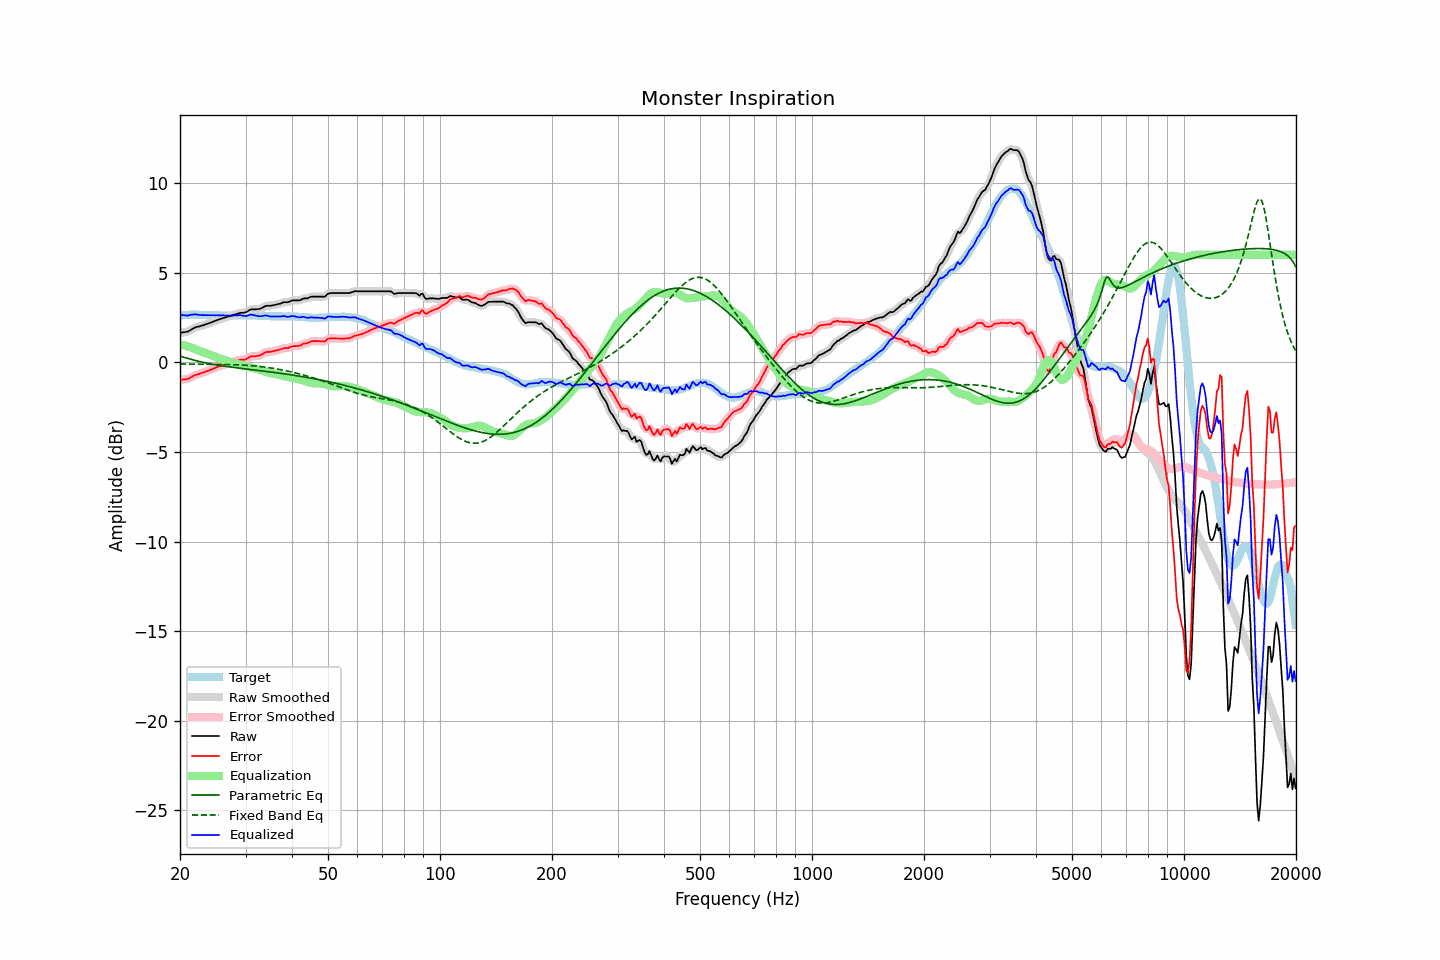 Monster Inspiration
Amplitude (dBr)
10
5
0
−5
−10
−15
−20
−25
Target
Raw Smoothed
Error Smoothed
Raw
Error
Equalization
Parametric Eq
Fixed Band Eq
Equalized
20 50 100 200 500 1000 2000 5000 10000 20000
Frequency (Hz)